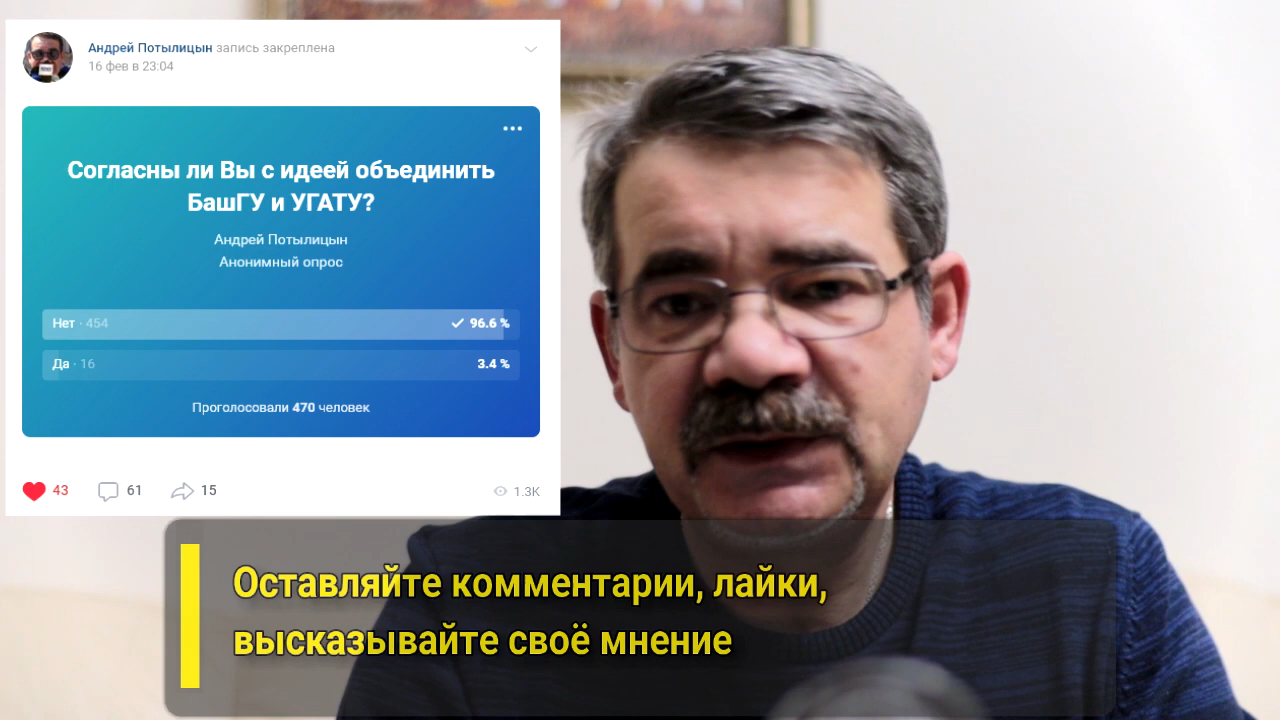 Андрей Потылицын запись закреплена
16 фев в 23:04
Согласны ли Вы с идеей объединить
БашГУ и УГАТУ?
Андрей Потылицын
Анонимный опрос
Нет · 454 96.6 %
Да · 16 3.4 %
Проголосовали 470 человек
43 61 15 1.3K
Оставляйте комментарии, лайки,
высказывайте своё мнение